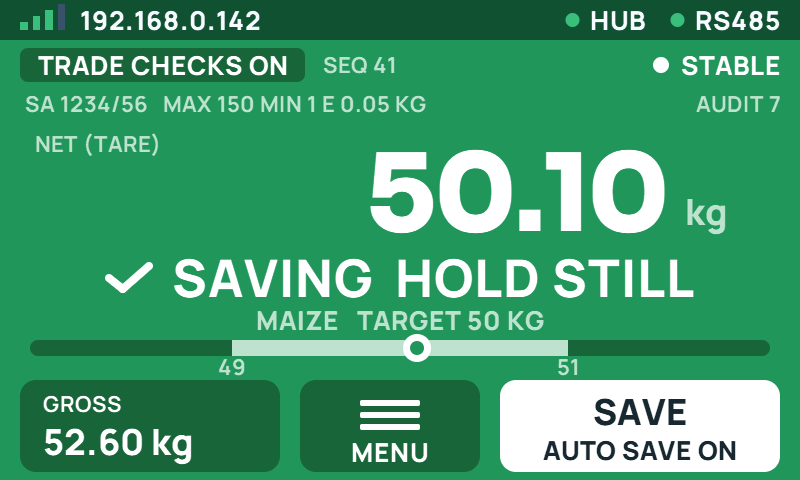 192.168.0.142 HUB RS485
TRADE CHECKS ON SEQ 41 STABLE
SA 1234/56 MAX 150 MIN 1 E 0.05 KG AUDIT 7
NET (TARE)
50.10 kg
SAVING HOLD STILL
MAIZE TARGET 50 KG
49 51
GROSS
52.60 kg
MENU
SAVE
AUTO SAVE ON